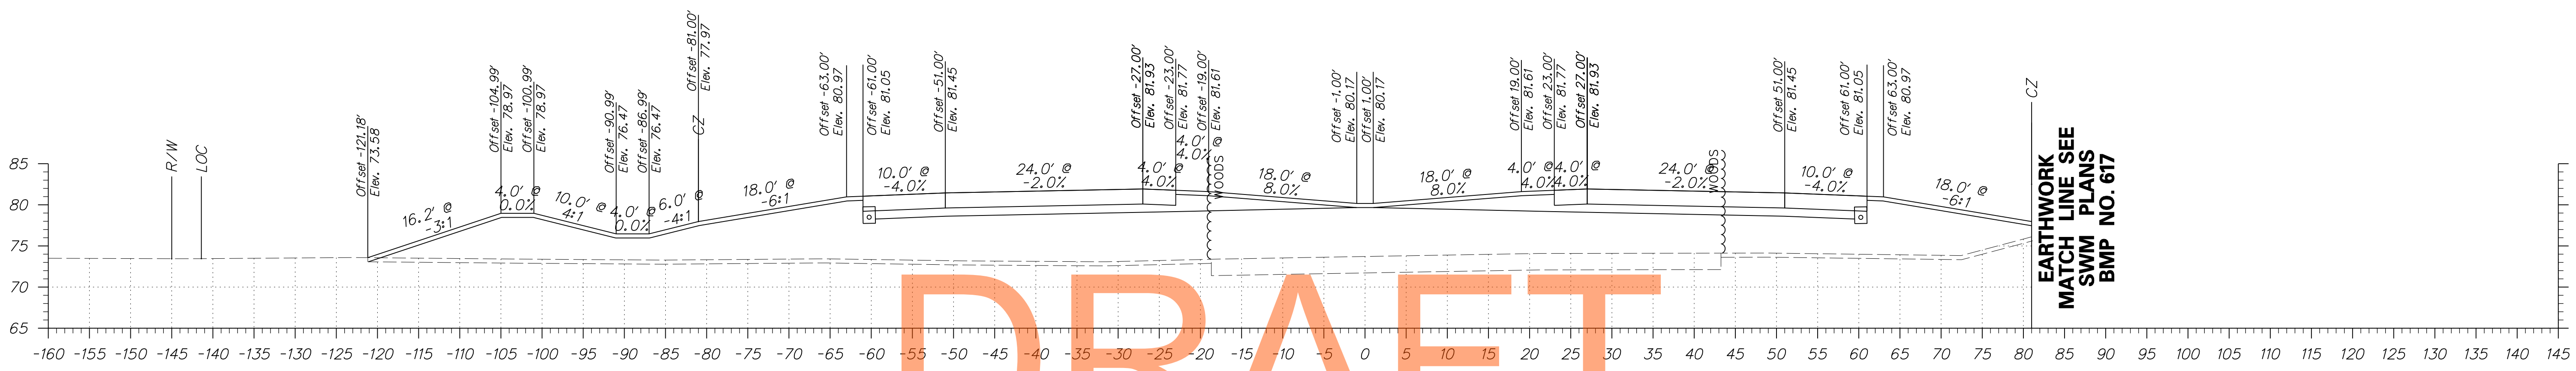 R/W
LOC
Offset -121.18'
Elev. 73.58
16.2' @
-3:1
Offset -104.99'
Elev. 78.97
Offset -100.99'
Elev. 78.97
4.0' @
0.0%
10.0' @
4:1
Offset -90.99'
Elev. 76.47
Offset -86.99'
Elev. 76.47
4.0' @
0.0%
6.0' @
-4:1
Offset -81.00'
Elev. 77.97
CZ
18.0' @
-6:1
Offset -63.00'
Elev. 80.97
Offset -61.00'
Elev. 81.05
10.0' @
-4.0%
Offset -51.00'
Elev. 81.45
24.0' @
-2.0%
Offset -27.00'
Elev. 81.93
4.0' @
4.0%
Offset -23.00'
Elev. 81.77
4.0' @
4.0%
Offset -19.00'
Elev. 81.61
WOODS
18.0' @
8.0%
Offset -1.00'
Elev. 80.17
Offset 1.00'
Elev. 80.17
18.0' @
8.0%
Offset 19.00'
Elev. 81.61
4.0' @
4.0%
Offset 23.00'
Elev. 81.77
4.0' @
4.0%
Offset 27.00'
Elev. 81.93
24.0' @
-2.0%
WOODS
Offset 51.00'
Elev. 81.45
10.0' @
-4.0%
Offset 61.00'
Elev. 81.05
Offset 63.00'
Elev. 80.97
18.0' @
-6:1
CZ
EARTHWORK
MATCH LINE SEE
SWM PLANS
BMP NO. 617
85
80
75
70
65
DRAFT
-160 -155 -150 -145 -140 -135 -130 -125 -120 -115 -110 -105 -100 -95 -90 -85 -80 -75 -70 -65 -60 -55 -50 -45 -40 -35 -30 -25 -20 -15 -10 -5 0 5 10 15 20 25 30 35 40 45 50 55 60 65 70 75 80 85 90 95 100 105 110 115 120 125 130 135 140 145